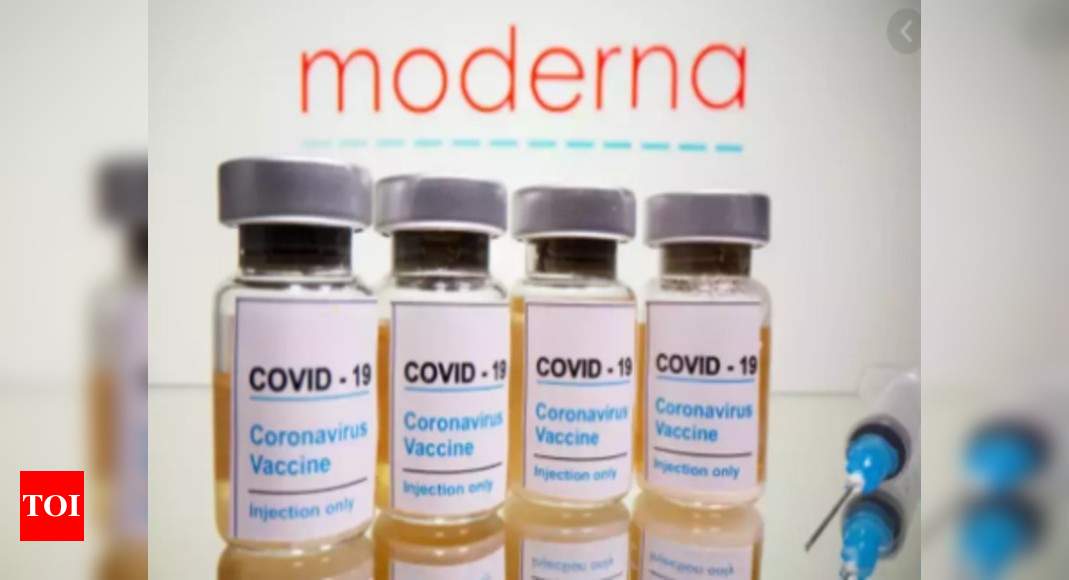 moderna
COVID - 19
Coronavirus
Vaccine
Injection only
COVID - 19
Coronavirus
Vaccine
Injection only
COVID - 19
Coronavirus
Vaccine
Injection only
COVID - 19
Coronavirus
Vaccine
Injection only
TOI